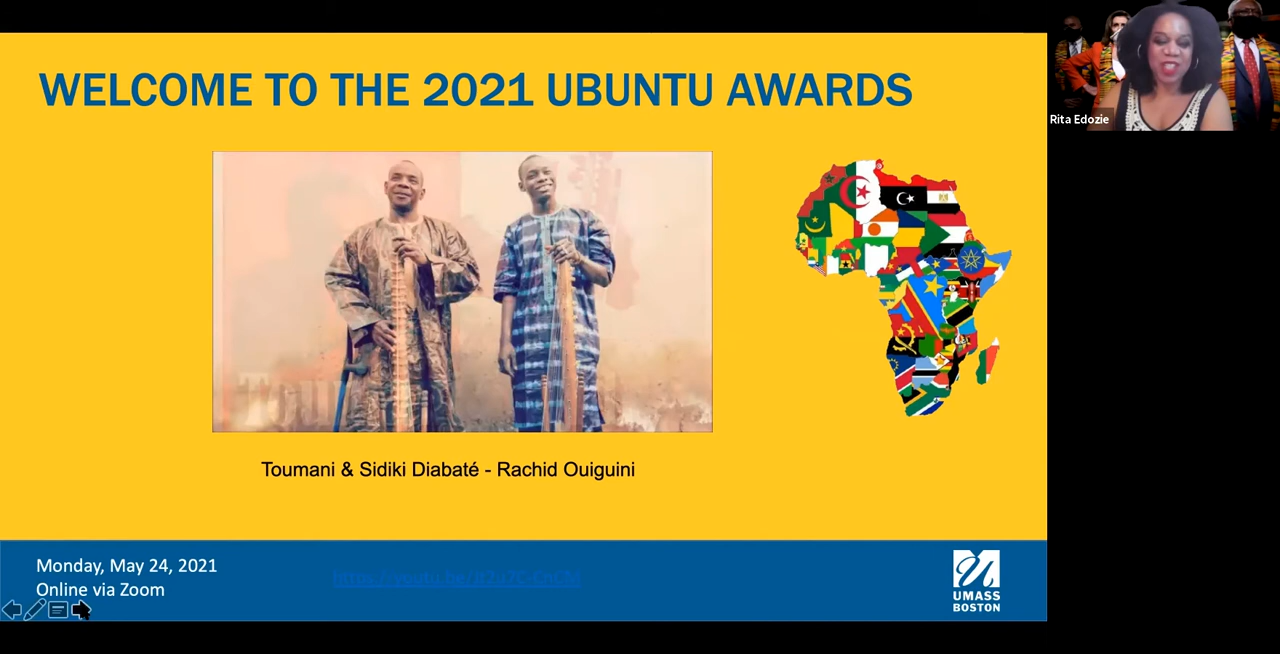 WELCOME TO THE 2021 UBUNTU AWARDS
Rita Edozie
Toumani & Sidiki Diabaté - Rachid Ouiguini
Monday, May 24, 2021
Online via Zoom
UMASS
BOSTON